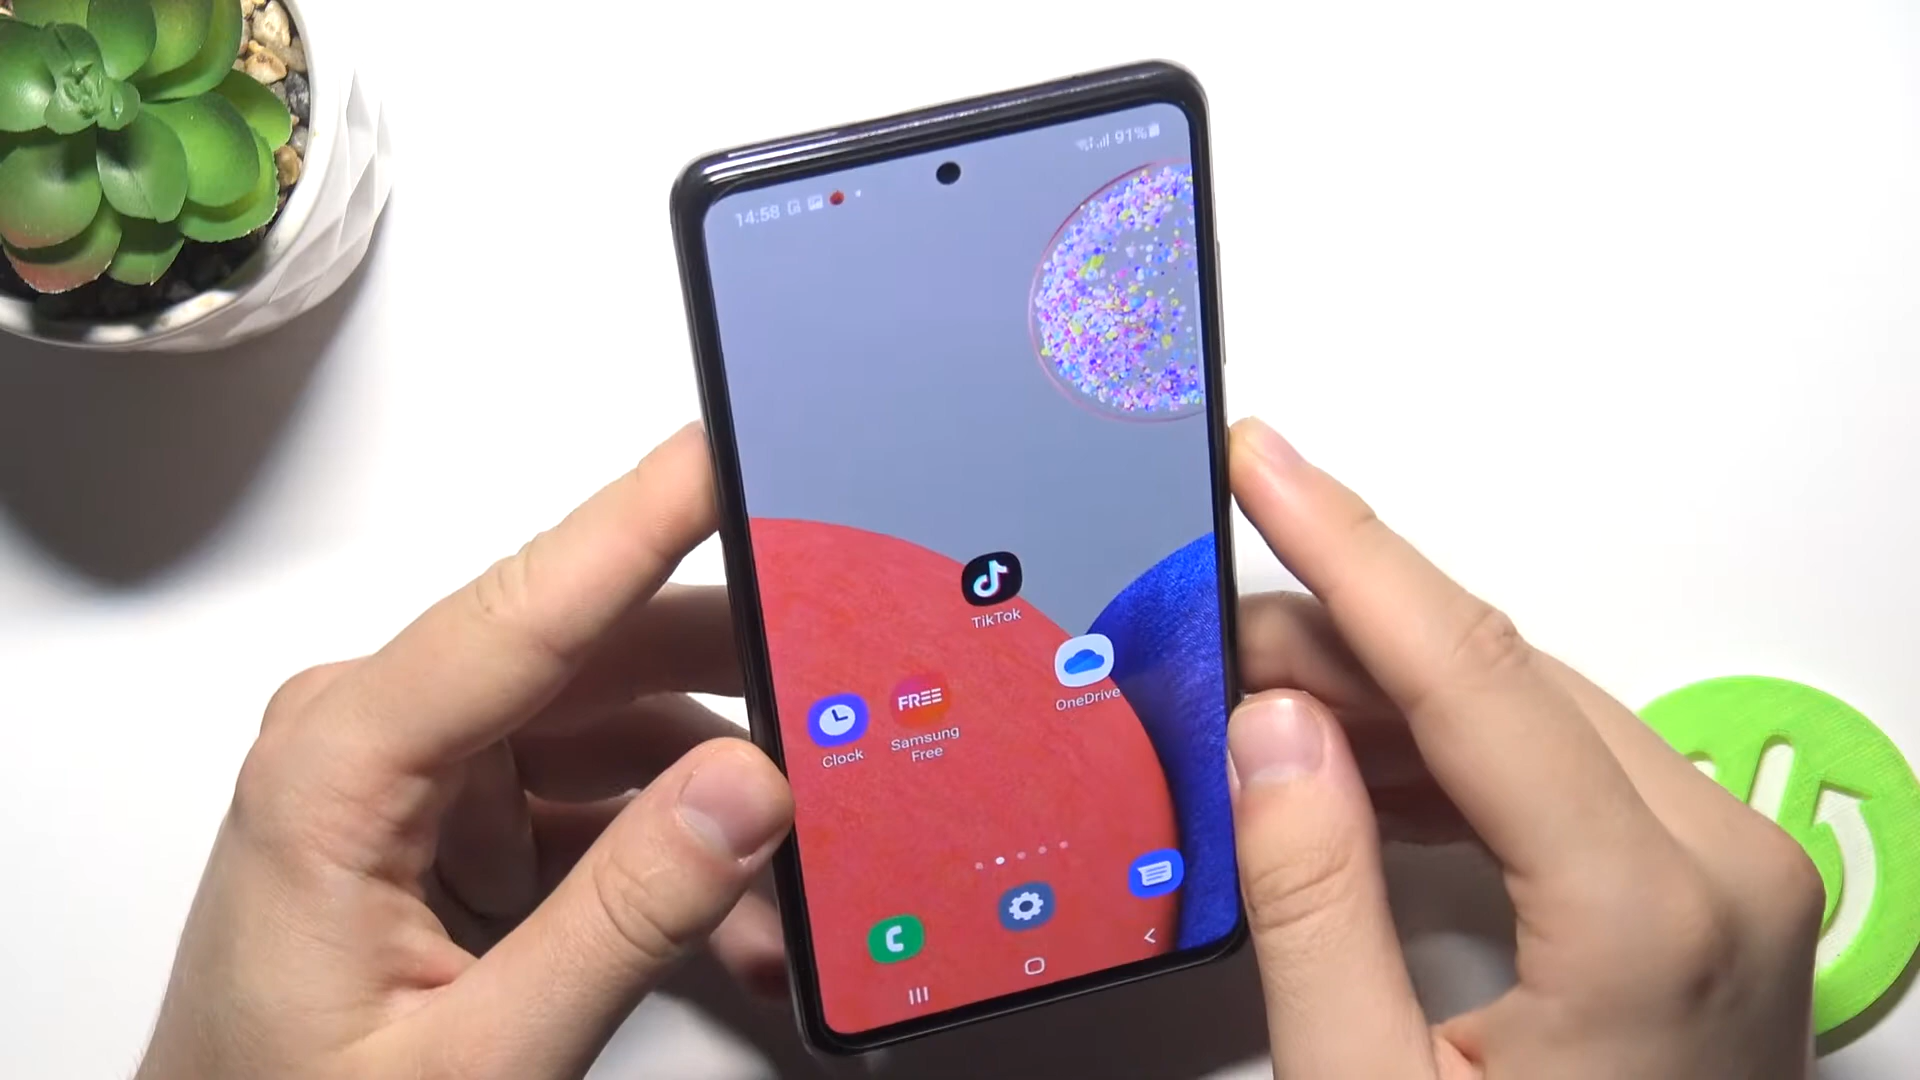 14:58
91%
TikTok
OneDrive
FREE
Clock
Samsung
Free